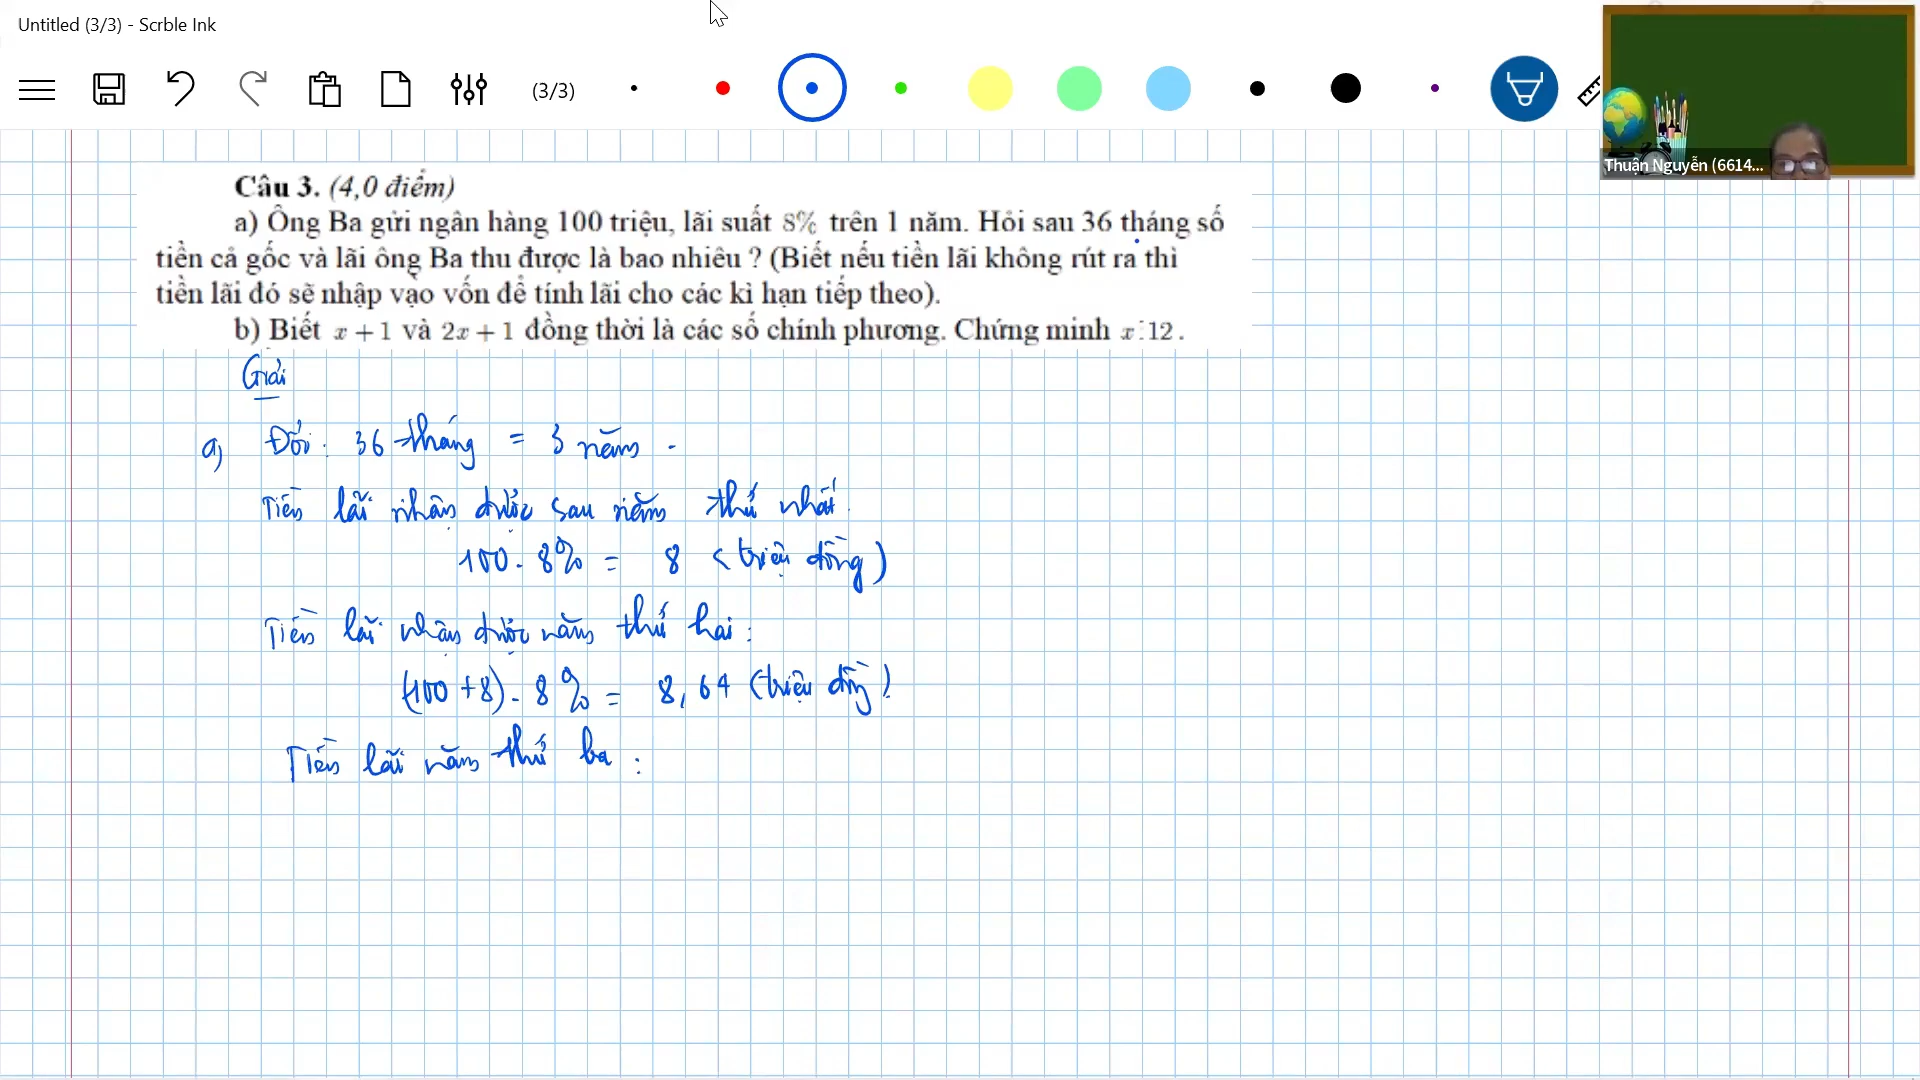 Untitled (3/3) - Scrble Ink
(3/3)
Thuận Nguyễn (6614...
Câu 3. (4,0 điểm)
a) Ông Ba gửi ngân hàng 100 triệu, lãi suất 8% trên 1 năm. Hỏi sau 36 tháng số
tiền cả gốc và lãi ông Ba thu được là bao nhiêu ? (Biết nếu tiền lãi không rút ra thì
tiền lãi đó sẽ nhập vào vốn để tính lãi cho các kì hạn tiếp theo).
b) Biết x + 1 và 2x + 1 đồng thời là các số chính phương. Chứng minh x⋮12.
Giải
a) Đổi: 36 tháng = 3 năm.
Tiền lãi nhận được sau năm thứ nhất.
100.8% = 8 (triệu đồng)
Tiền lãi nhận được năm thứ hai:
(100+8).8% = 8,64 (triệu đồng)
Tiền lãi năm thứ ba: